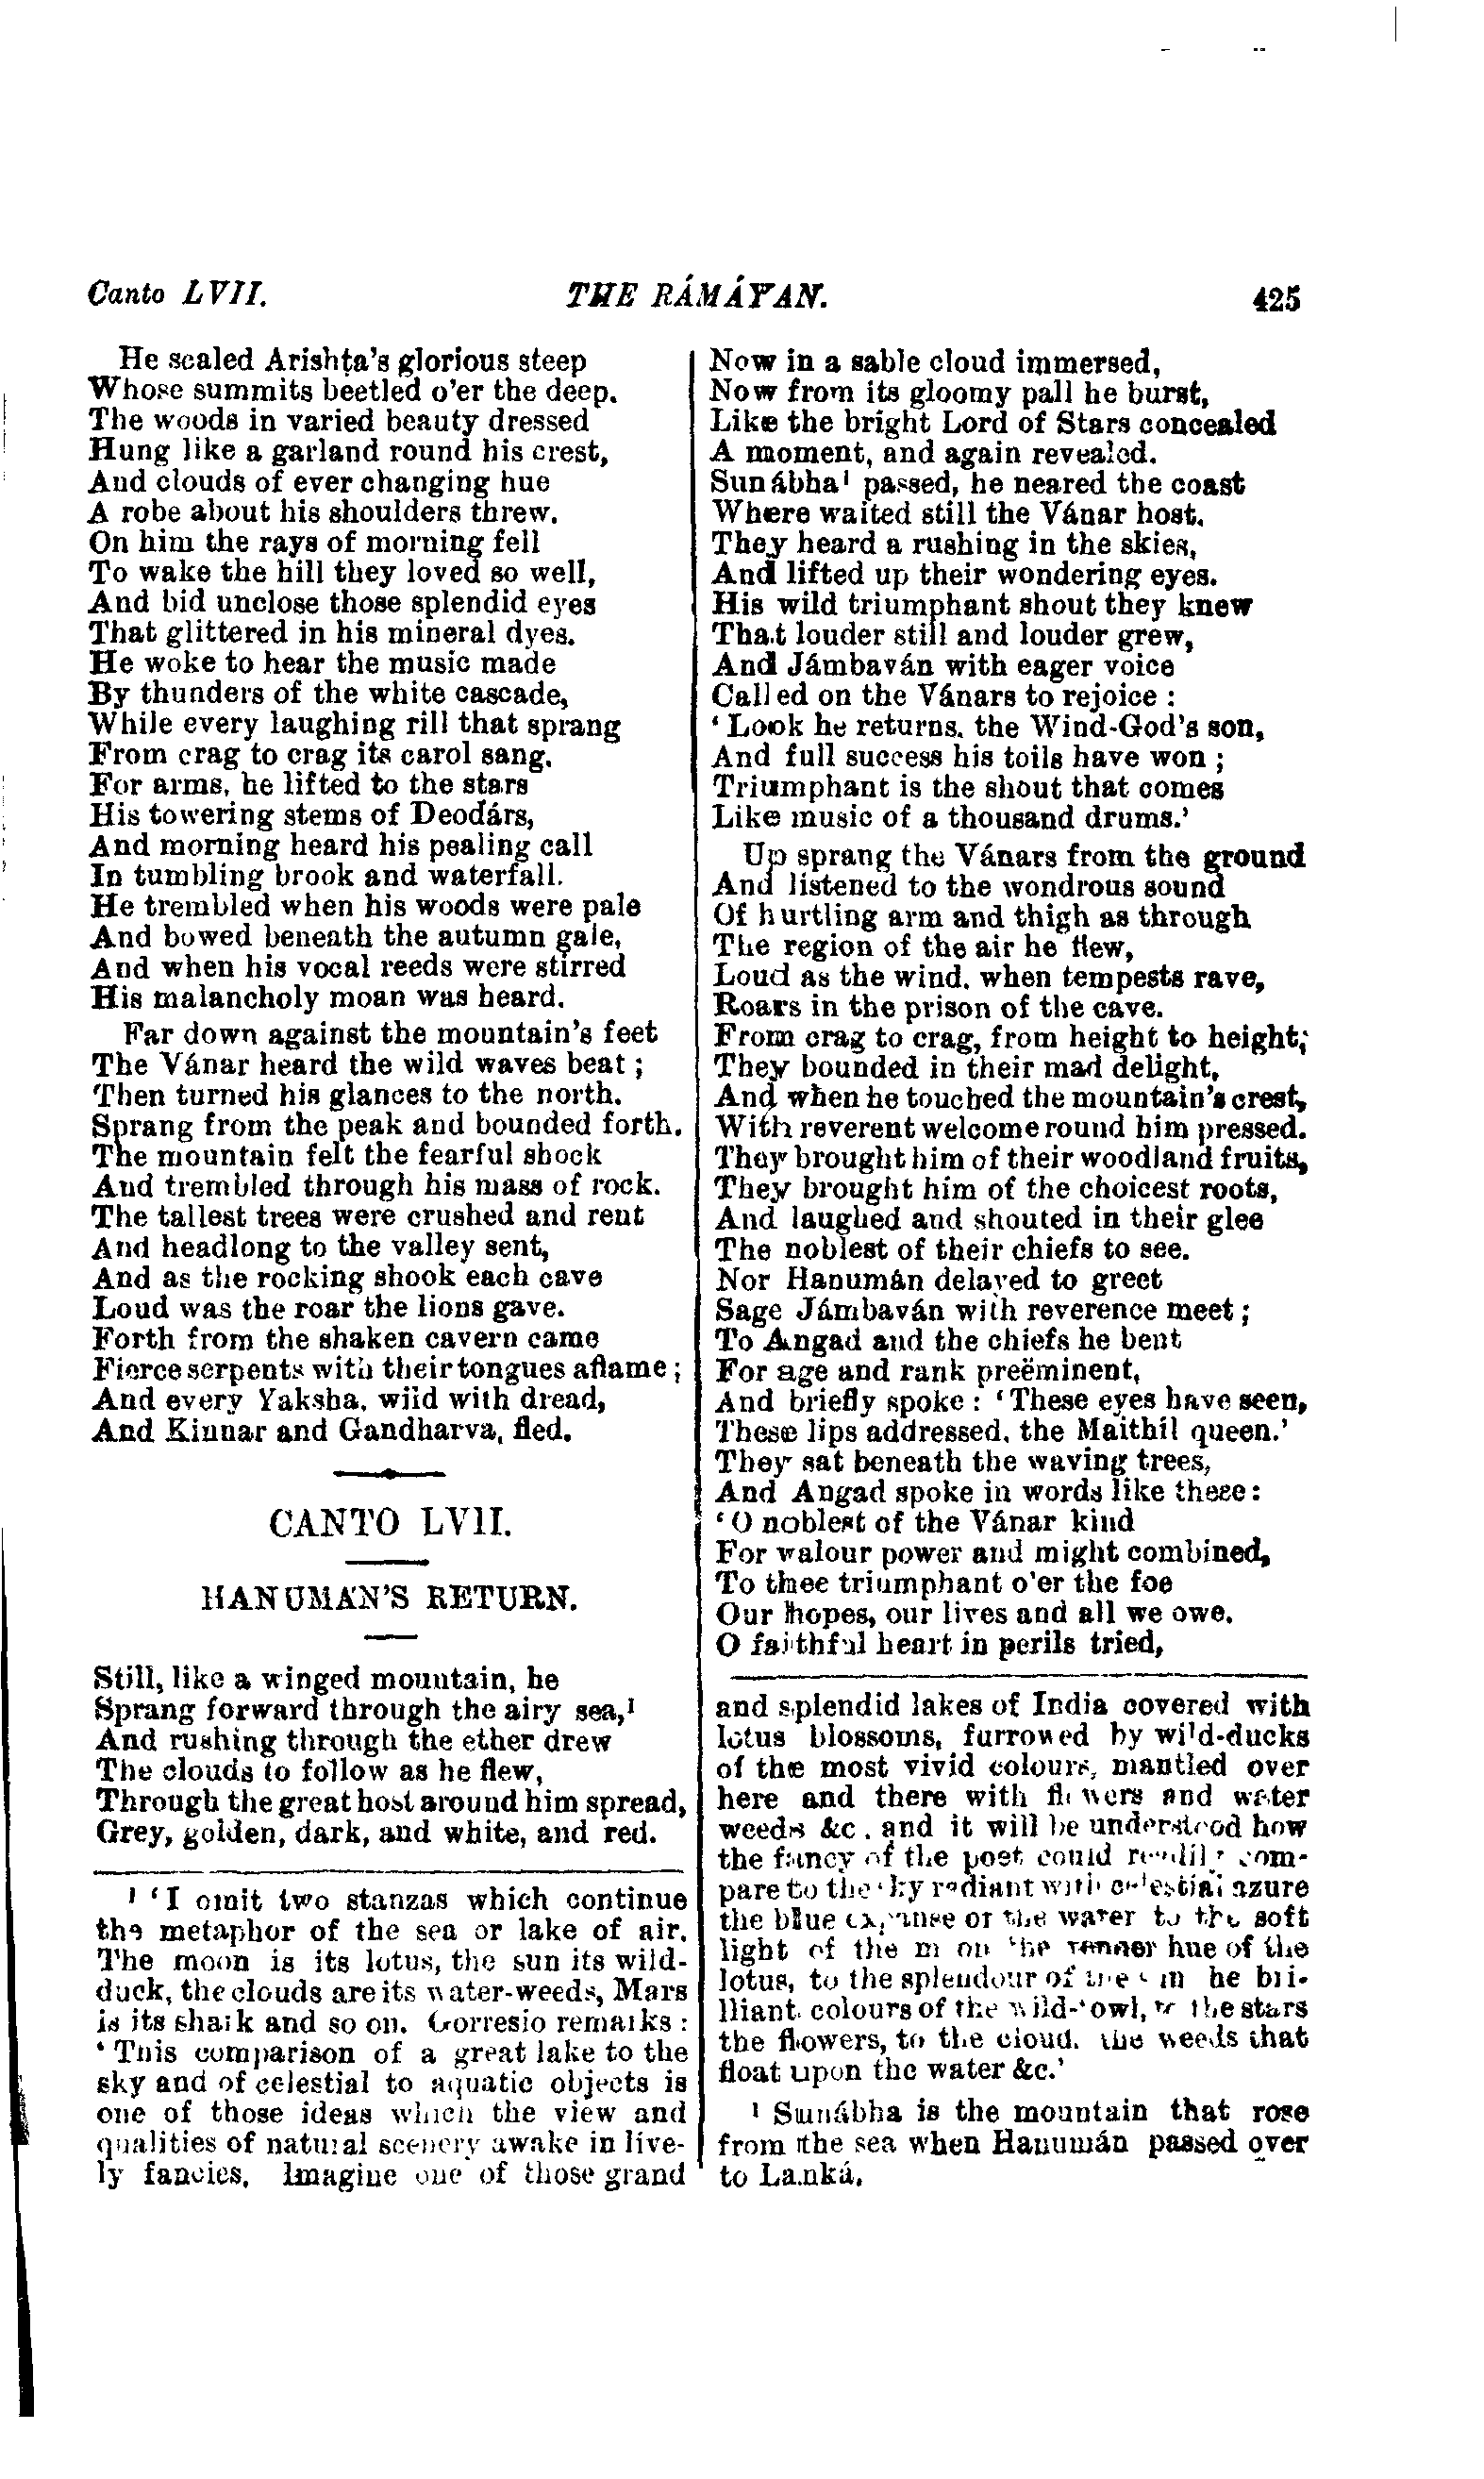 Canto LVII. THE RÁMÁYAN. 425
He scaled Arishṭa's glorious steep
Whose summits beetled o'er the deep.
The woods in varied beauty dressed
Hung like a garland round his crest,
And clouds of ever changing hue
A robe about his shoulders threw.
On him the rays of morning fell
To wake the hill they loved so well,
And bid unclose those splendid eyes
That glittered in his mineral dyes.
He woke to hear the music made
By thunders of the white cascade,
While every laughing rill that sprang
From crag to crag its carol sang.
For arms, he lifted to the stars
His towering stems of Deodárs,
And morning heard his pealing call
In tumbling brook and waterfall.
He trembled when his woods were pale
And bowed beneath the autumn gale,
And when his vocal reeds were stirred
His malancholy moan was heard.
Far down against the mountain's feet
The Vánar heard the wild waves beat ;
Then turned his glances to the north.
Sprang from the peak and bounded forth.
The mountain felt the fearful shock
And trembled through his mass of rock.
The tallest trees were crushed and rent
And headlong to the valley sent,
And as the rocking shook each cave
Loud was the roar the lions gave.
Forth from the shaken cavern came
Fierce serpents with their tongues aflame ;
And every Yaksha, wild with dread,
And Kinnar and Gandharva, fled.
CANTO LVII.
HANUMÁN'S RETURN.
Still, like a winged mountain, he
Sprang forward through the airy sea,¹
And rushing through the ether drew
The clouds to follow as he flew,
Through the great host around him spread,
Grey, golden, dark, and white, and red.
¹ 'I omit two stanzas which continue
the metaphor of the sea or lake of air.
The moon is its lotus, the sun its wild-
duck, the clouds are its water-weeds, Mars
is its shark and so on. Gorresio remarks :
'This comparison of a great lake to the
sky and of celestial to aquatic objects is
one of those ideas which the view and
qualities of natural scenery awake in live-
ly fancies. Imagine one of those grand
Now in a sable cloud immersed,
Now from its gloomy pall he burst,
Like the bright Lord of Stars concealed
A moment, and again revealed.
Sunábha¹ passed, he neared the coast
Where waited still the Vánar host.
They heard a rushing in the skies,
And lifted up their wondering eyes.
His wild triumphant shout they knew
That louder still and louder grew,
And Jámbaván with eager voice
Called on the Vánars to rejoice :
'Look he returns, the Wind-God's son,
And full success his toils have won ;
Triumphant is the shout that comes
Like music of a thousand drums.'
Up sprang the Vánars from the ground
And listened to the wondrous sound
Of hurtling arm and thigh as through
The region of the air he flew,
Loud as the wind, when tempests rave,
Roars in the prison of the cave.
From crag to crag, from height to height,
They bounded in their mad delight,
And when he touched the mountain's crest,
With reverent welcome round him pressed.
They brought him of their woodland fruits,
They brought him of the choicest roots,
And laughed and shouted in their glee
The noblest of their chiefs to see.
Nor Hanumán delayed to greet
Sage Jámbaván with reverence meet ;
To Angad and the chiefs he bent
For age and rank preëminent,
And briefly spoke : 'These eyes have seen,
These lips addressed, the Maithil queen.'
They sat beneath the waving trees,
And Angad spoke in words like these :
'O noblest of the Vánar kind
For valour power and might combined,
To thee triumphant o'er the foe
Our hopes, our lives and all we owe.
O faithful heart in perils tried,
and splendid lakes of India covered with
lotus blossoms, furrowed by wild-ducks
of the most vivid colours, mantled over
here and there with flowers and water
weeds &c. and it will be understood how
the fancy of the poet could readily com-
pare to the sky radiant with celestial azure
the blue expanse of the water to the soft
light of the moon the hue of the
lotus, to the splendour of the sun the bri-
lliant colours of the wild-fowl, to the stars
the flowers, to the cloud, the weeds that
float upon the water &c.'
¹ Sunábha is the mountain that rose
from the sea when Hanumán passed over
to Lanká.